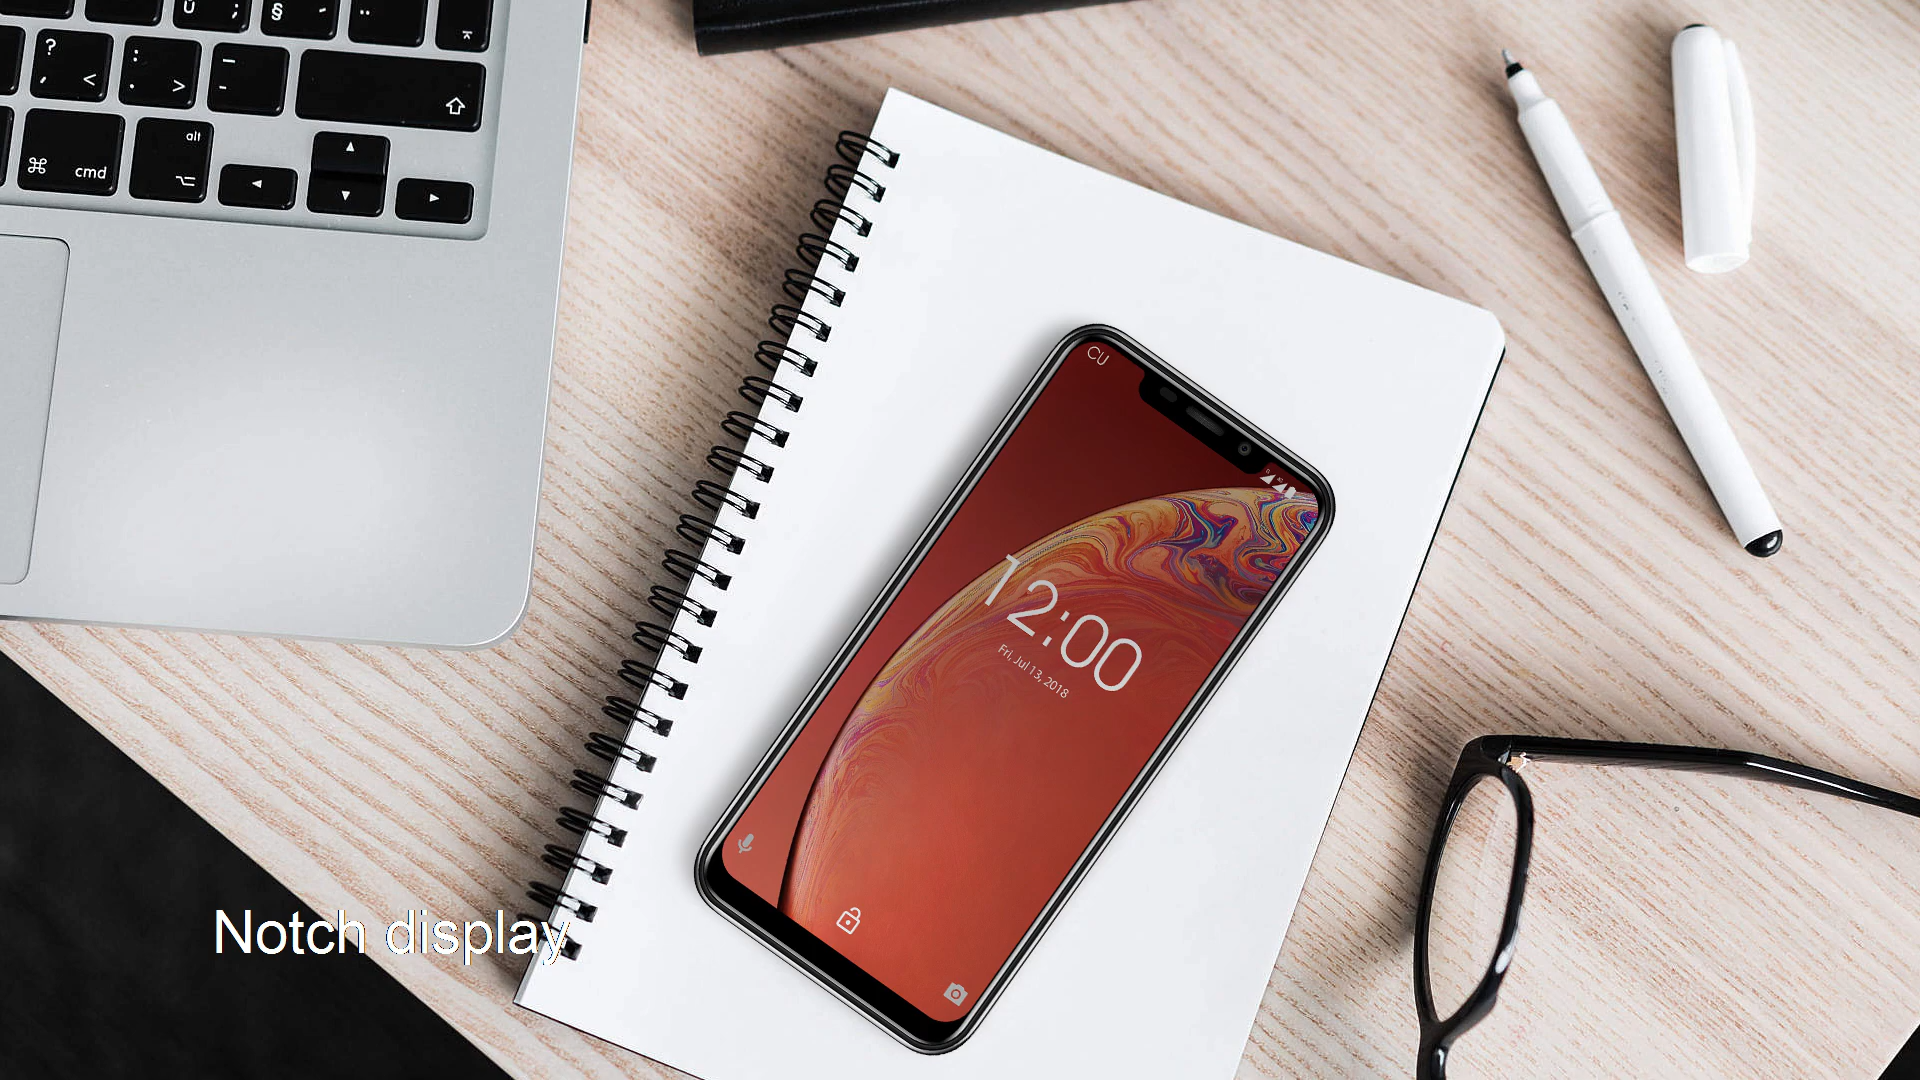 Ü ; §
? , <
: . >
alt
⌘ cmd
CU
12:00
Fri, Jul 13, 2018
Notch display